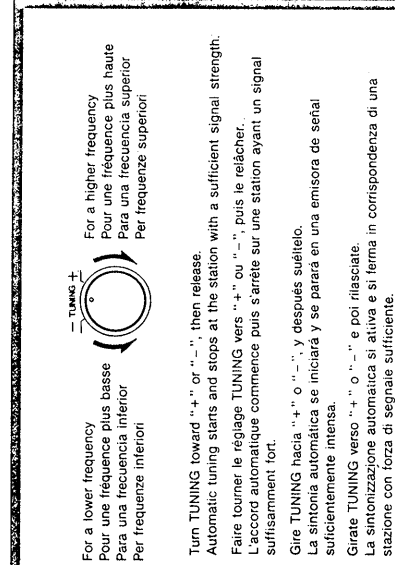 For a lower frequency
Pour une fréquence plus basse
Para una frecuencia inferior
Per frequenze inferiori
− TUNING +
For a higher frequency
Pour une fréquence plus haute
Para una frecuencia superior
Per frequenze superiori
Turn TUNING toward “+” or “−”, then release.
Automatic tuning starts and stops at the station with a sufficient signal strength.
Faire tourner le réglage TUNING vers “+” ou “−”, puis le relâcher.
L'accord automatique commence puis s'arrête sur une station ayant un signal
suffisamment fort.
Gire TUNING hacia “+” o “−”, y después suéltelo.
La sintonía automática se iniciará y se parará en una emisora de señal
suficientemente intensa.
Girate TUNING verso “+” o “−” e poi rilasciate.
La sintonizzazione automatica si attiva e si ferma in corrispondenza di una
stazione con forza di segnale sufficiente.